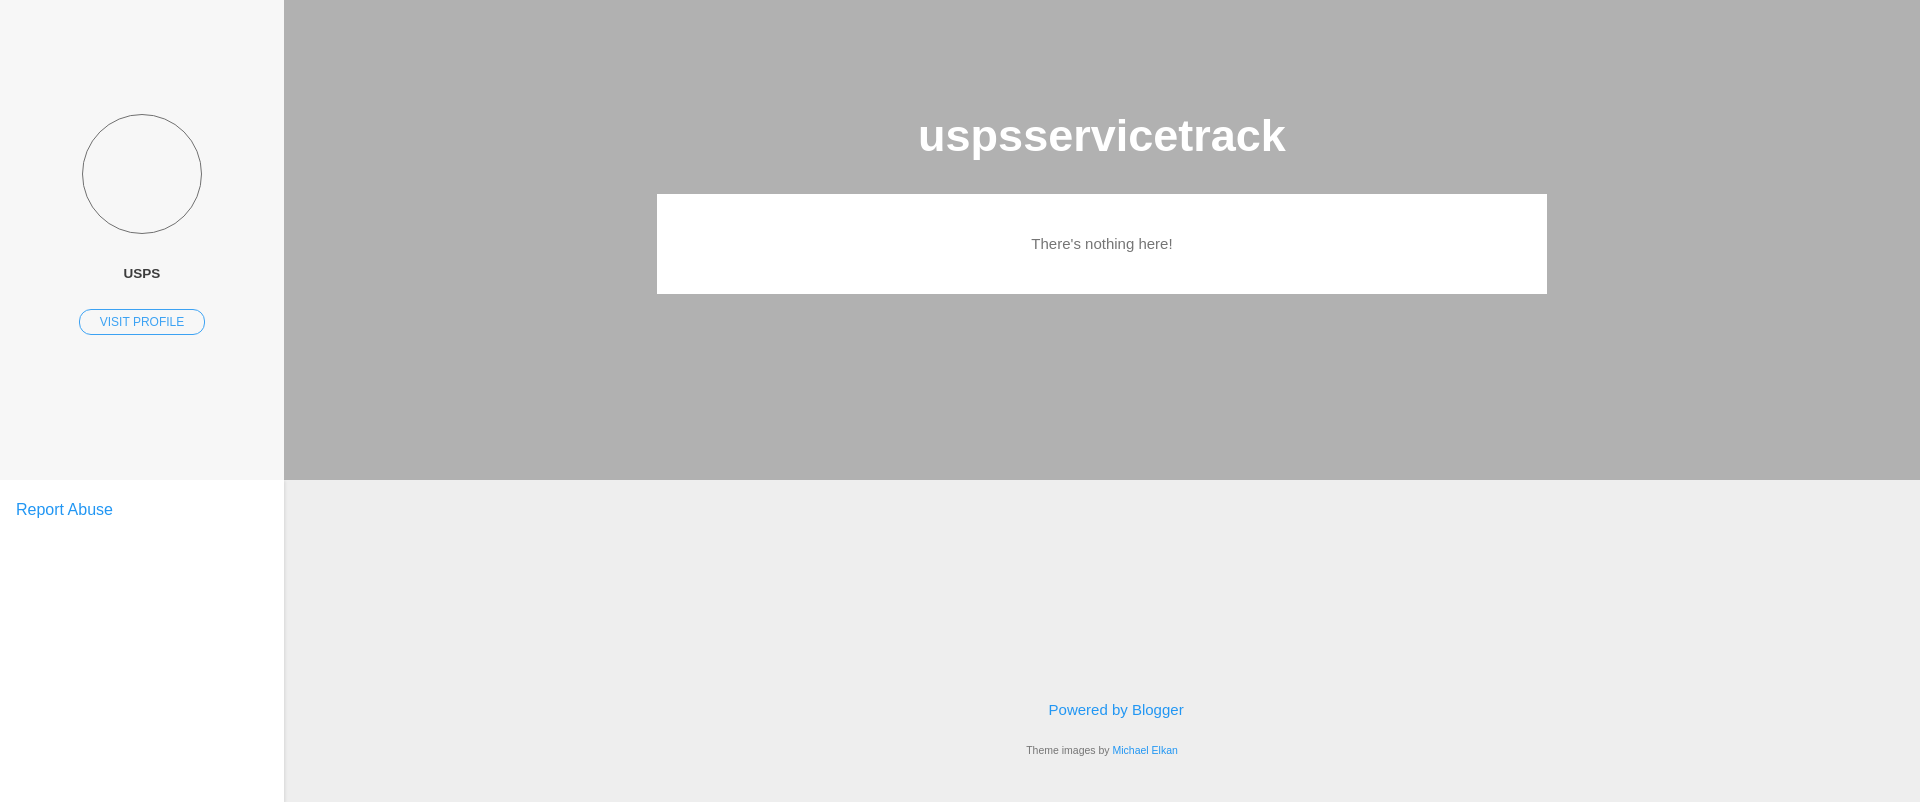 USPS
VISIT PROFILE
Report Abuse
uspsservicetrack
There's nothing here!
Powered by Blogger
Theme images by Michael Elkan